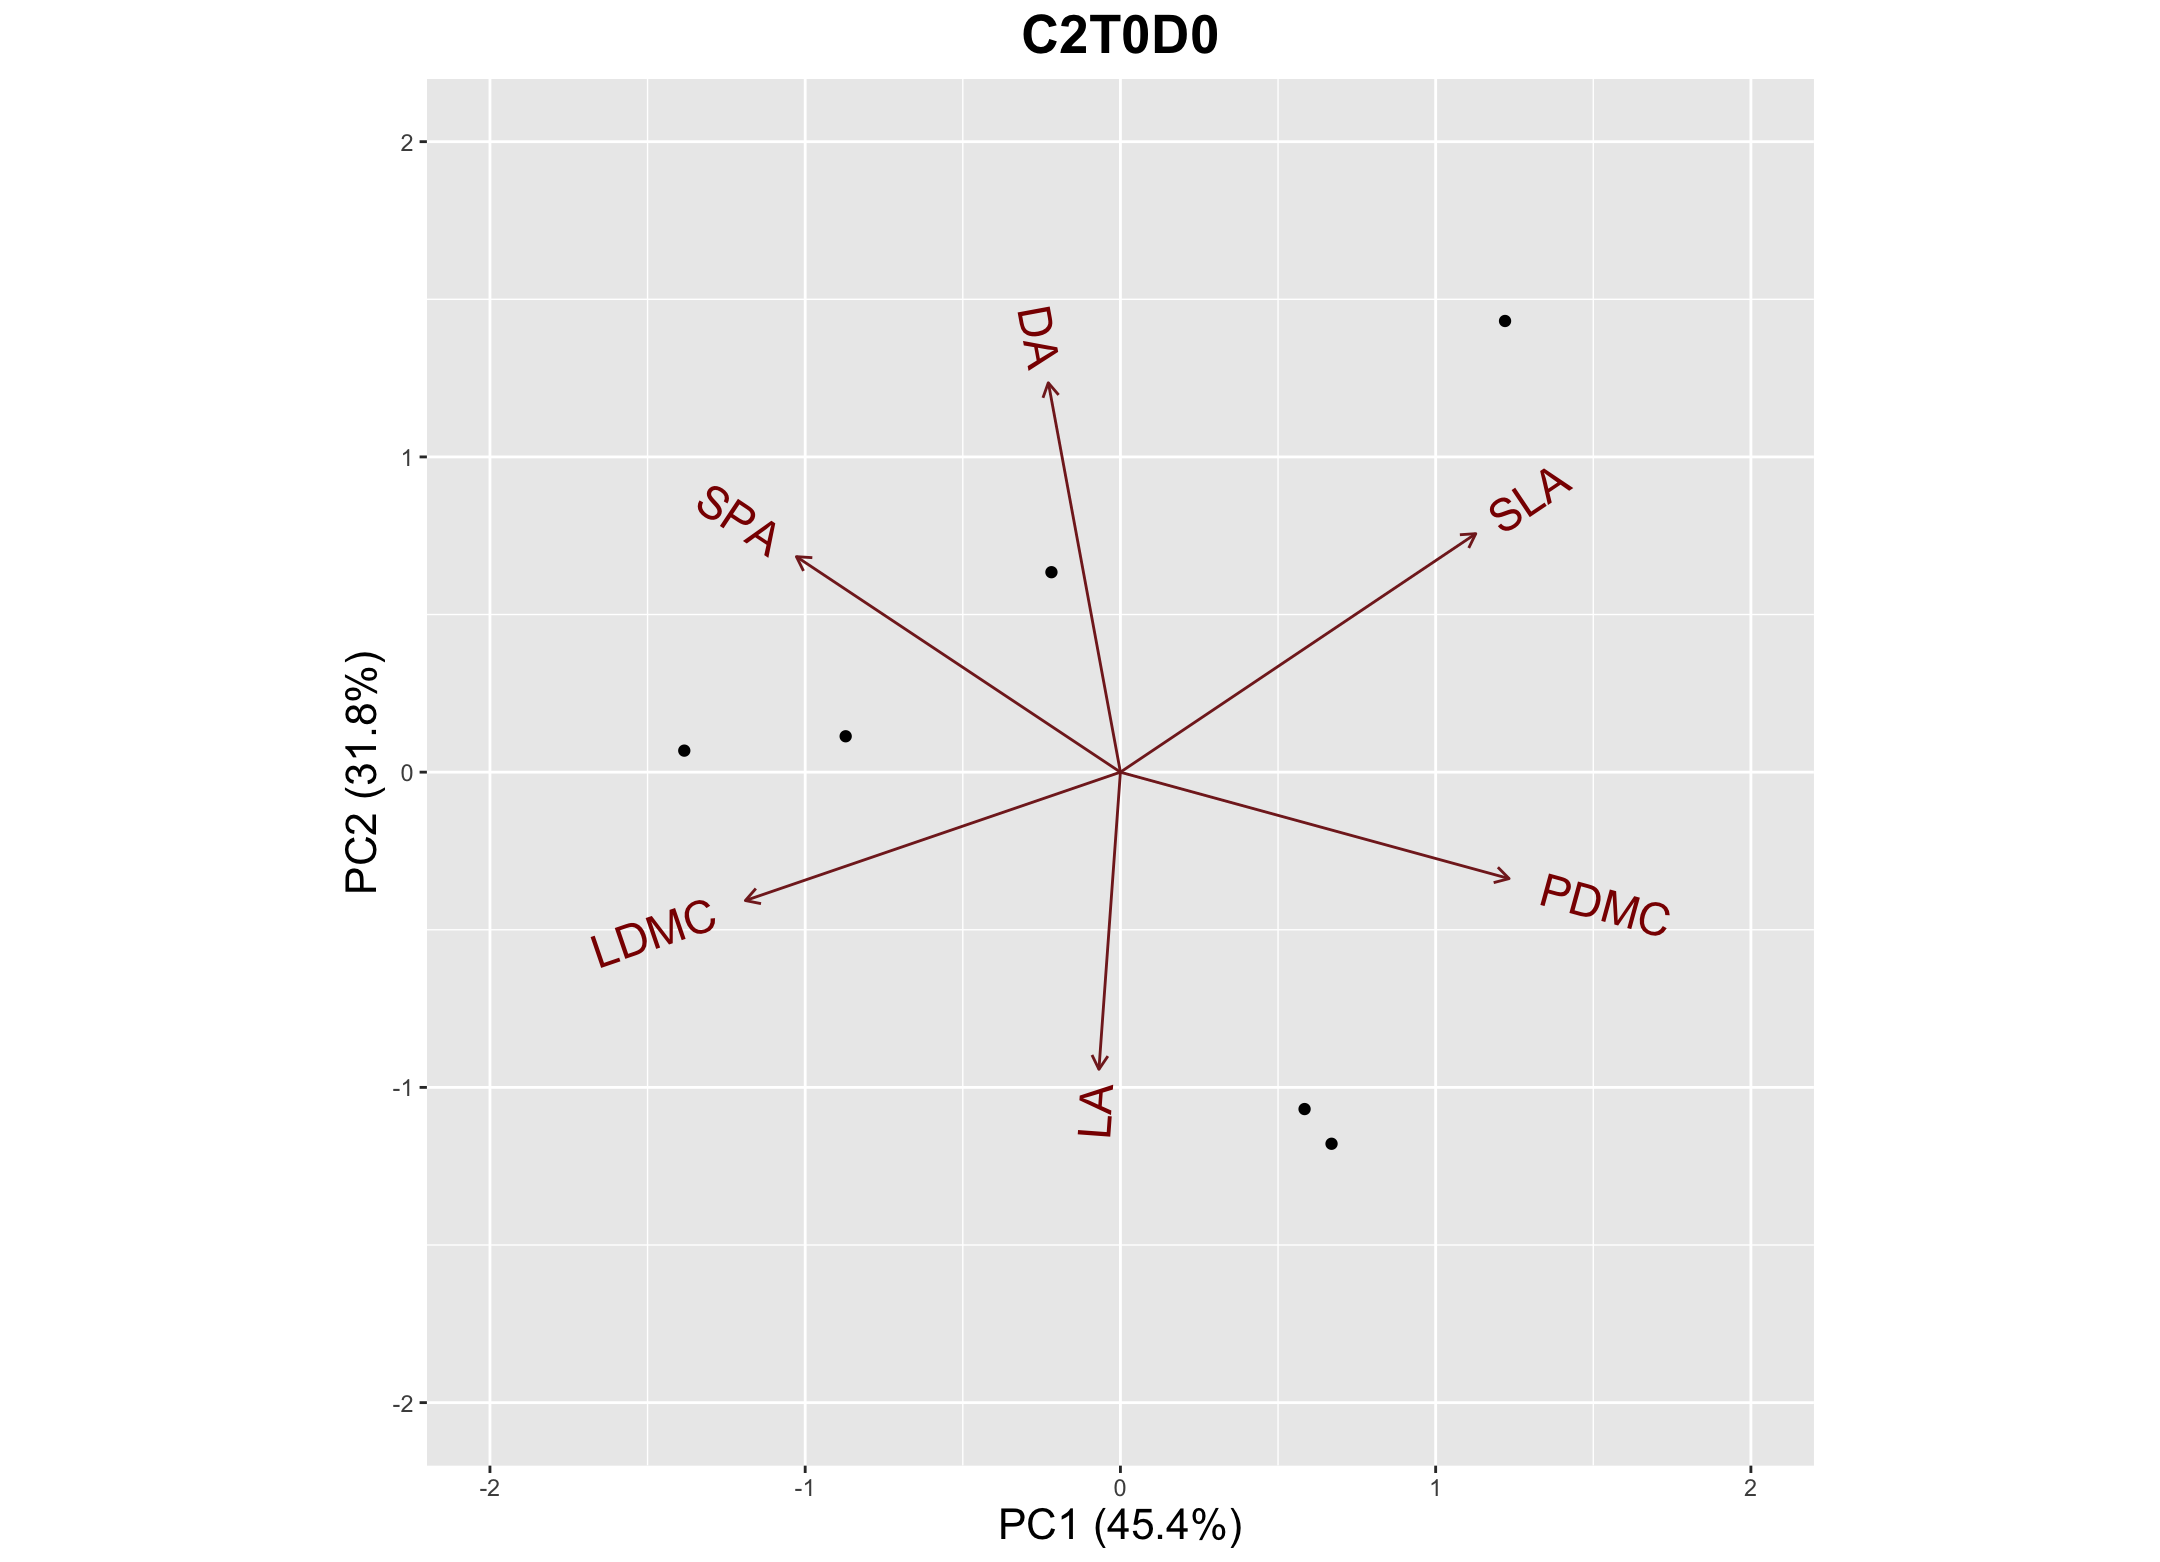 C2T0D0
2
1
0
-1
-2
PC2 (31.8%)
DA
SPA
SLA
LDMC
PDMC
LA
-2
-1
0
1
2
PC1 (45.4%)